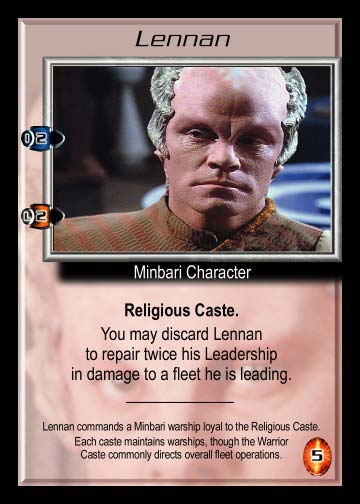 Lennan
D 2
L 2
Minbari Character
Religious Caste.
You may discard Lennan
to repair twice his Leadership
in damage to a fleet he is leading.
Lennan commands a Minbari warship loyal to the Religious Caste.
Each caste maintains warships, though the Warrior
Caste commonly directs overall fleet operations.
5